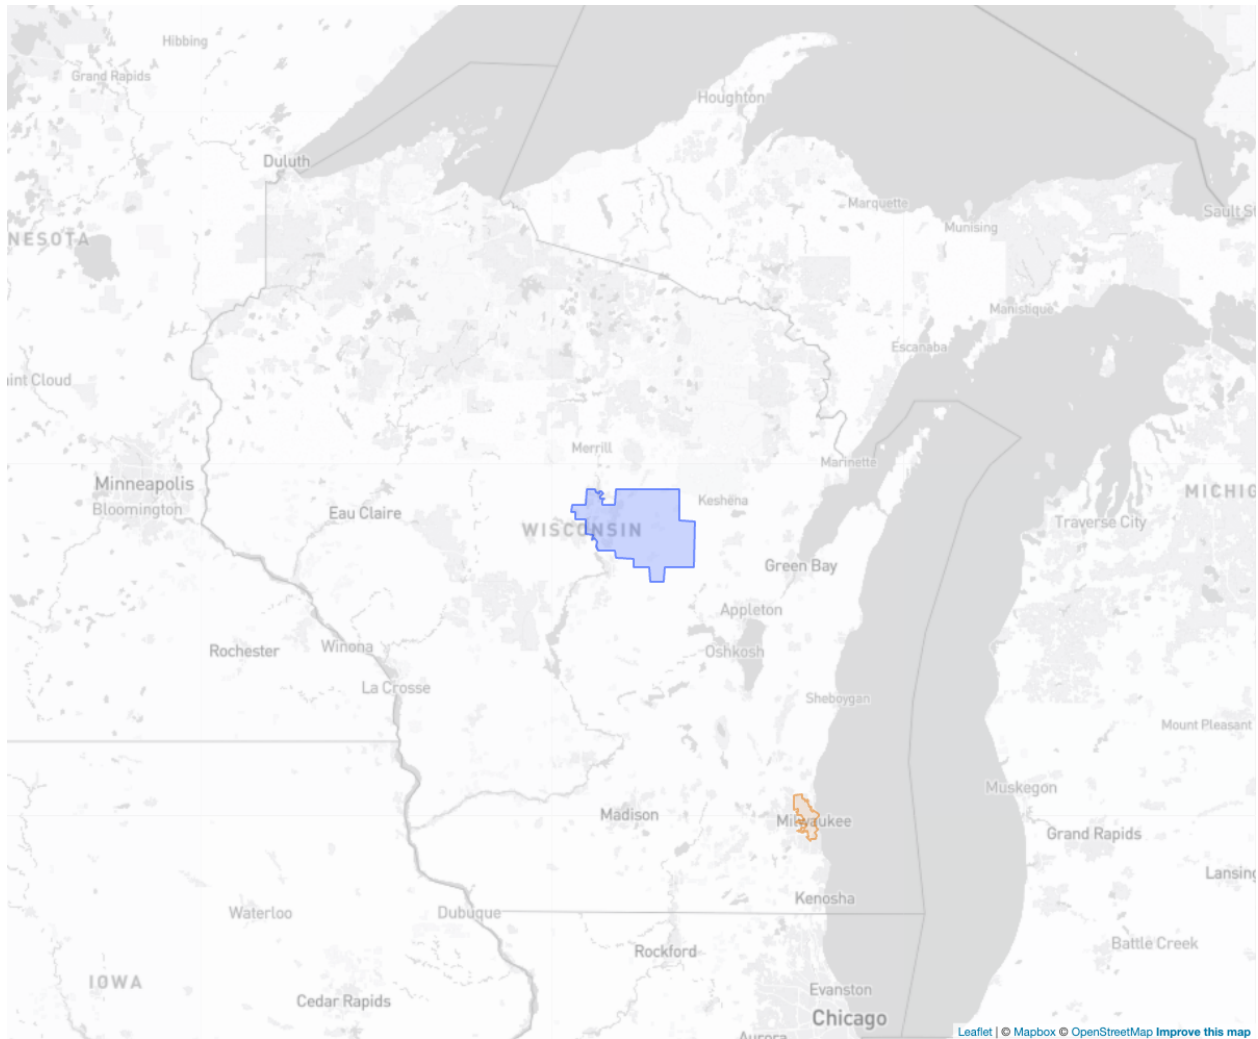 Hibbing
Grand Rapids
Houghton
Duluth
Marquette
Sault S
Munising
NESOTA
Manistique
Escanaba
aint Cloud
Merrill
Marinette
Minneapolis
Keshena
MICHIG
Bloomington
Eau Claire
WISCONSIN
Traverse City
Green Bay
Appleton
Rochester
Winona
Oshkosh
La Crosse
Sheboygan
Mount Pleasant
Muskegon
Madison
Milwaukee
Grand Rapids
Lansing
Kenosha
Waterloo
Dubuque
Battle Creek
Rockford
IOWA
Evanston
Cedar Rapids
Chicago
Aurora
Leaflet | © Mapbox © OpenStreetMap Improve this map